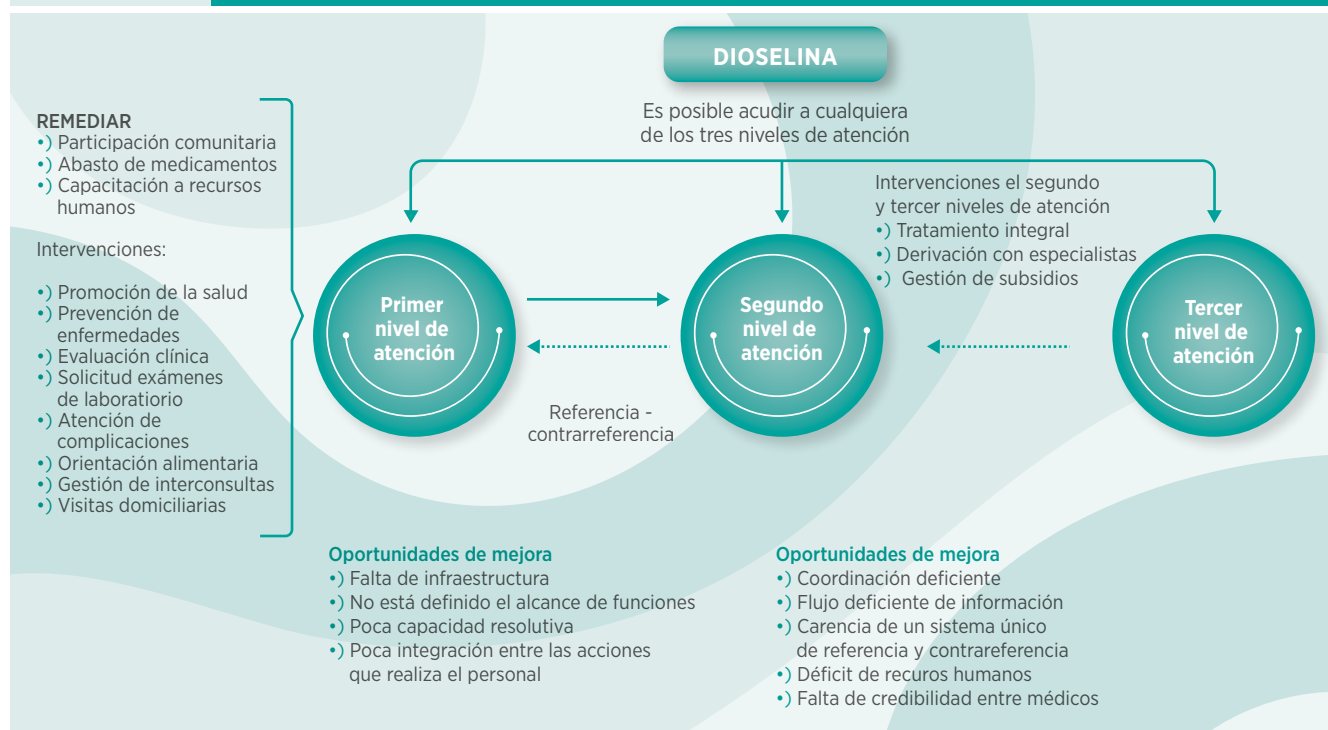 DIOSELINA
Es posible acudir a cualquiera
de los tres niveles de atención
REMEDIAR
•) Participación comunitaria
•) Abasto de medicamentos
•) Capacitación a recursos
humanos
Intervenciones:
•) Promoción de la salud
•) Prevención de
enfermedades
•) Evaluación clínica
•) Solicitud exámenes
de laboratiorio
•) Atención de
complicaciones
•) Orientación alimentaria
•) Gestión de interconsultas
•) Visitas domiciliarias
Primer
nivel de
atención
Referencia -
contrarreferencia
Segundo
nivel de
atención
Intervenciones el segundo
y tercer niveles de atención
•) Tratamiento integral
•) Derivación con especialistas
•) Gestión de subsidios
Tercer
nivel de
atención
Oportunidades de mejora
•) Falta de infraestructura
•) No está definido el alcance de funciones
•) Poca capacidad resolutiva
•) Poca integración entre las acciones
que realiza el personal
Oportunidades de mejora
•) Coordinación deficiente
•) Flujo deficiente de información
•) Carencia de un sistema único
de referencia y contrareferencia
•) Déficit de recuros humanos
•) Falta de credibilidad entre médicos